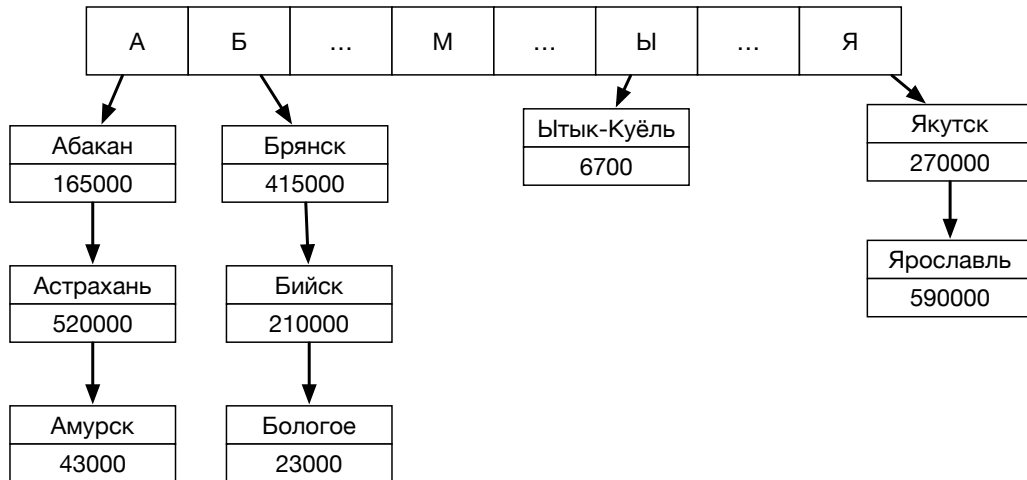 А Б ... М ... Ы ... Я
Абакан
165000
Астрахань
520000
Амурск
43000
Брянск
415000
Бийск
210000
Бологое
23000
Ытык-Куёль
6700
Якутск
270000
Ярославль
590000